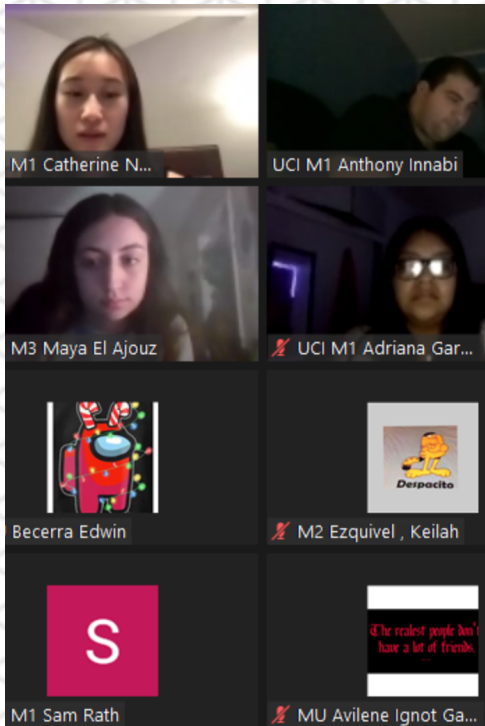 M1 Catherine N...
UCI M1 Anthony Innabi
M3 Maya El Ajouz
UCI M1 Adriana Gar...
Becerra Edwin
Despacito
M2 Ezquivel , Keilah
S
M1 Sam Rath
The realest people don't
have a lot of friends.
MU Avilene Ignot Ga...